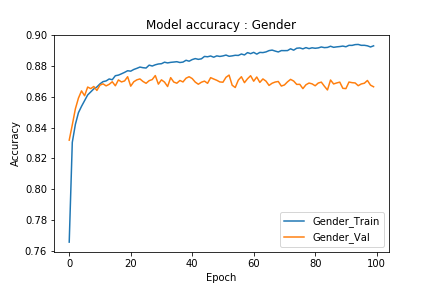 Model accuracy : Gender
Accuracy
0.90
0.88
0.86
0.84
0.82
0.80
0.78
0.76
0 20 40 60 80 100
Epoch
Gender_Train
Gender_Val